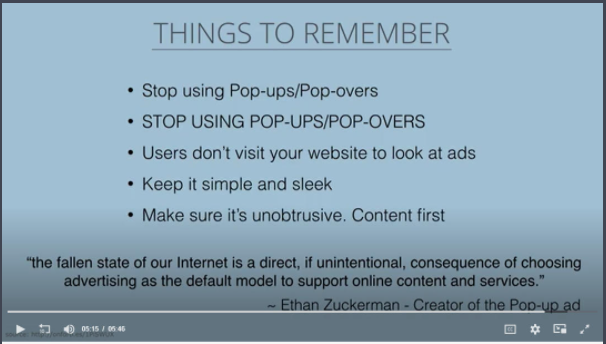 THINGS TO REMEMBER
• Stop using Pop-ups/Pop-overs
• STOP USING POP-UPS/POP-OVERS
• Users don't visit your website to look at ads
• Keep it simple and sleek
• Make sure it's unobtrusive. Content first
“the fallen state of our Internet is a direct, if unintentional, consequence of choosing
advertising as the default model to support online content and services.”
~ Ethan Zuckerman - Creator of the Pop-up ad
05:15 / 05:46